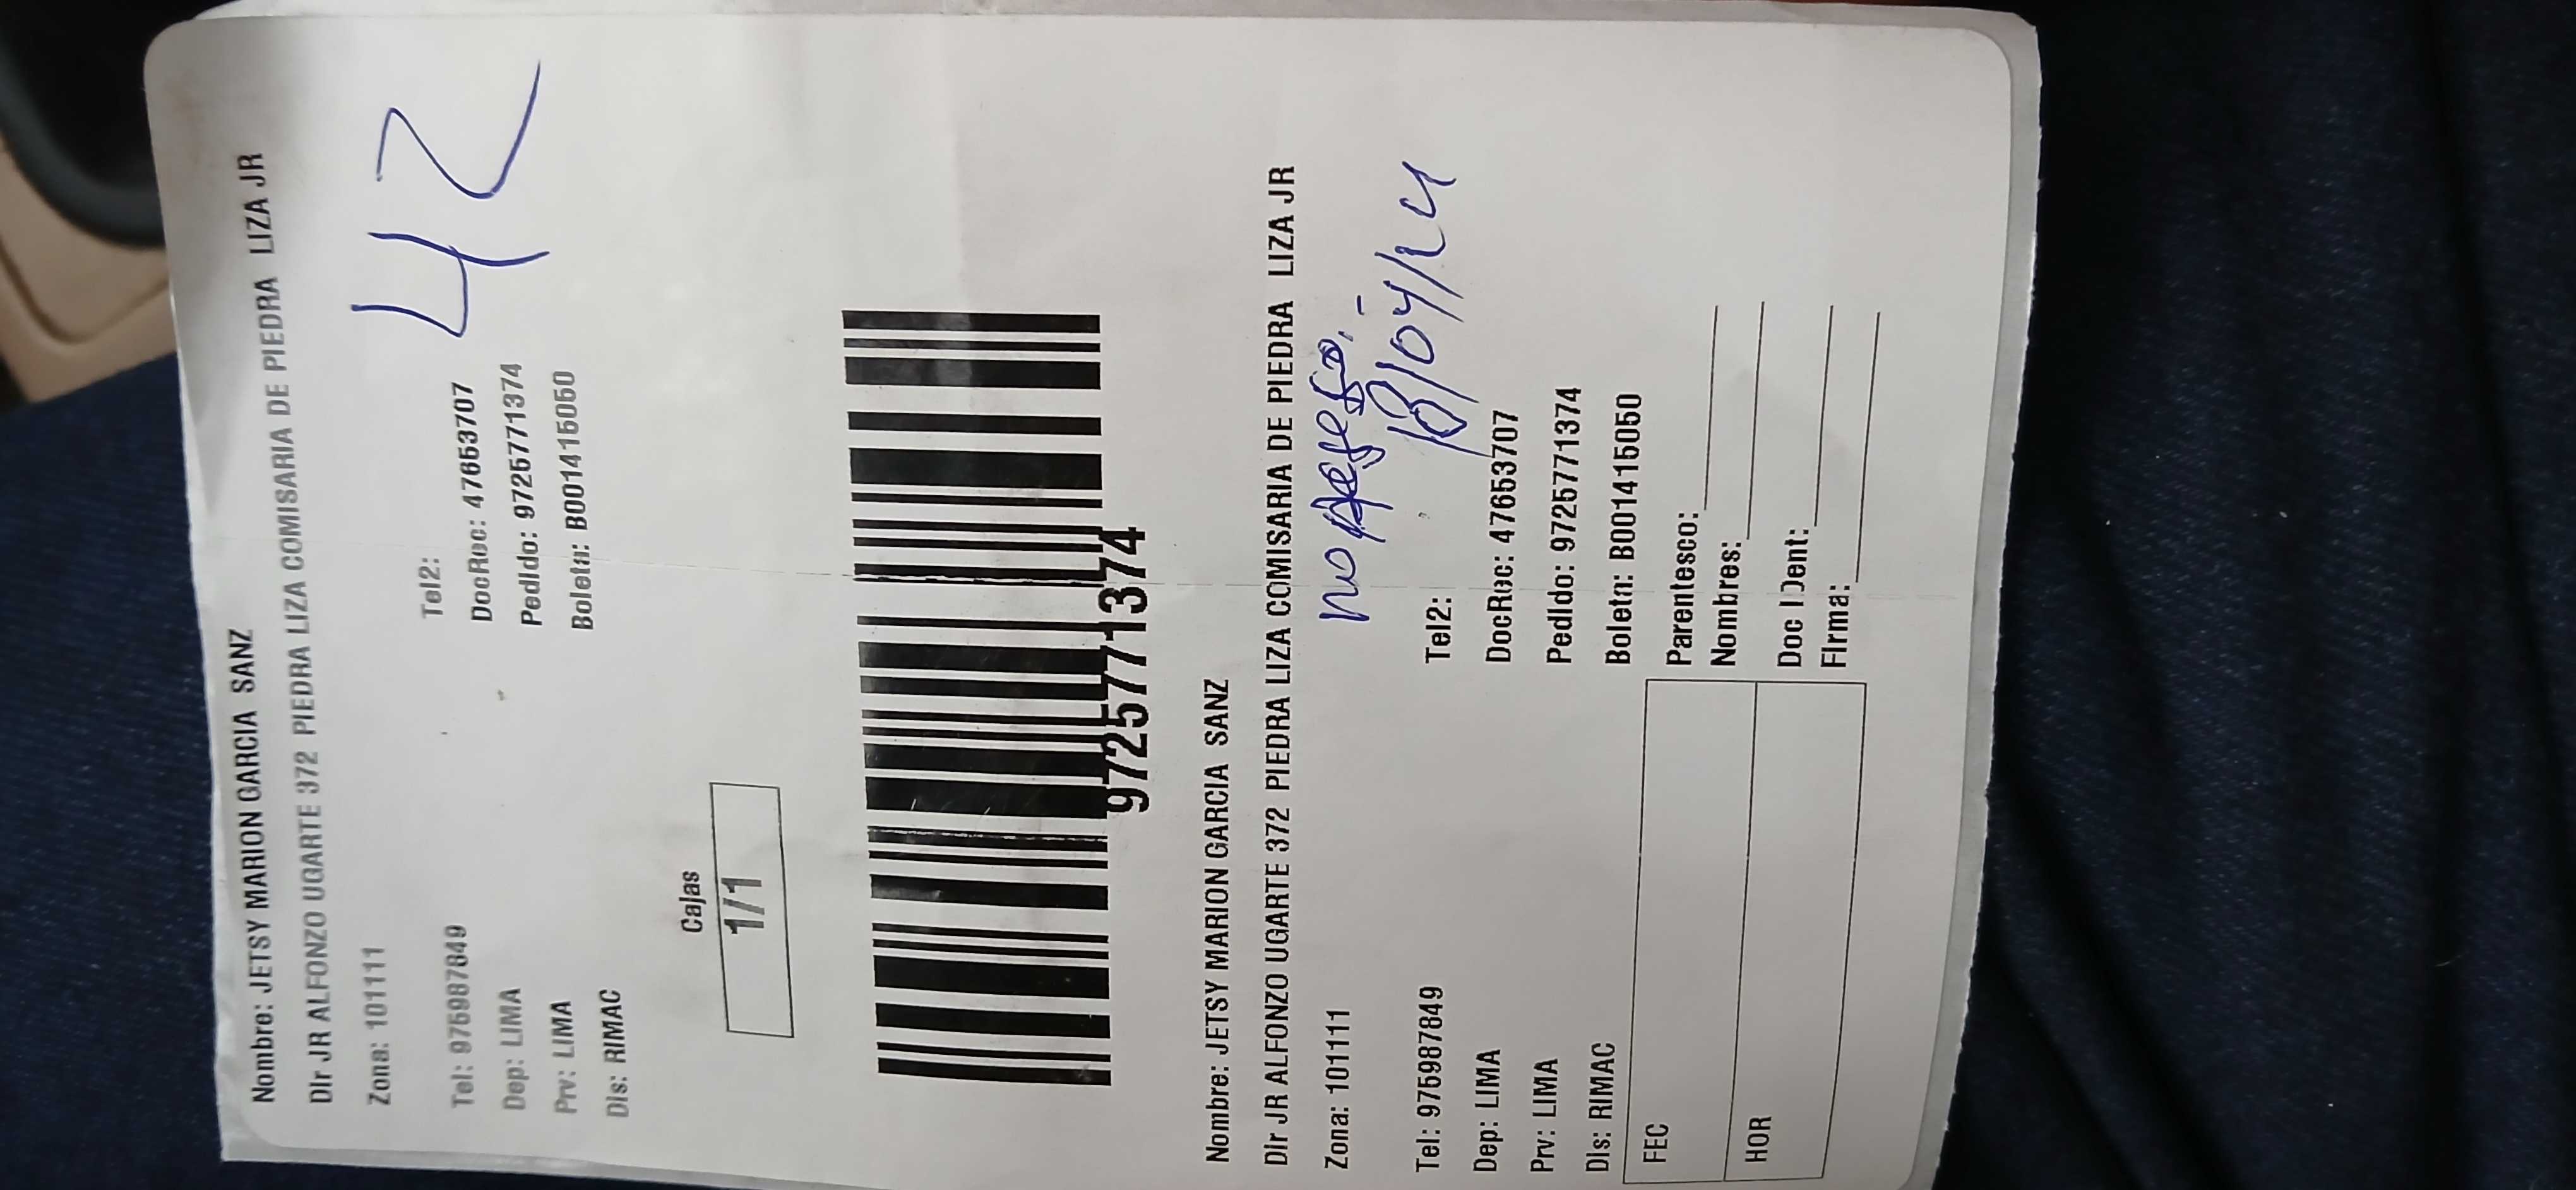 Nombre: JETSY MARION GARCIA SANZ
Dir JR ALFONZO UGARTE 372 PIEDRA LIZA COMISARIA DE PIEDRA LIZA JR
Zona: 101111
42
Tel: 975987849 Tel2:
Dep: LIMA DocRec: 47653707
Prv: LIMA Pedido: 9725771374
Dis: RIMAC Boleta: B001415050
Cajas
1/1
9725771374
Nombre: JETSY MARION GARCIA SANZ
Dir JR ALFONZO UGARTE 372 PIEDRA LIZA COMISARIA DE PIEDRA LIZA JR
Zona: 101111 no
Tel: 975987849 Tel2:
Dep: LIMA DocRec: 47653707
Prv: LIMA Pedido: 9725771374
Dis: RIMAC Boleta: B001415050
FEC Parentesco:
Nombres:
HOR Doc IDent:
Firma: